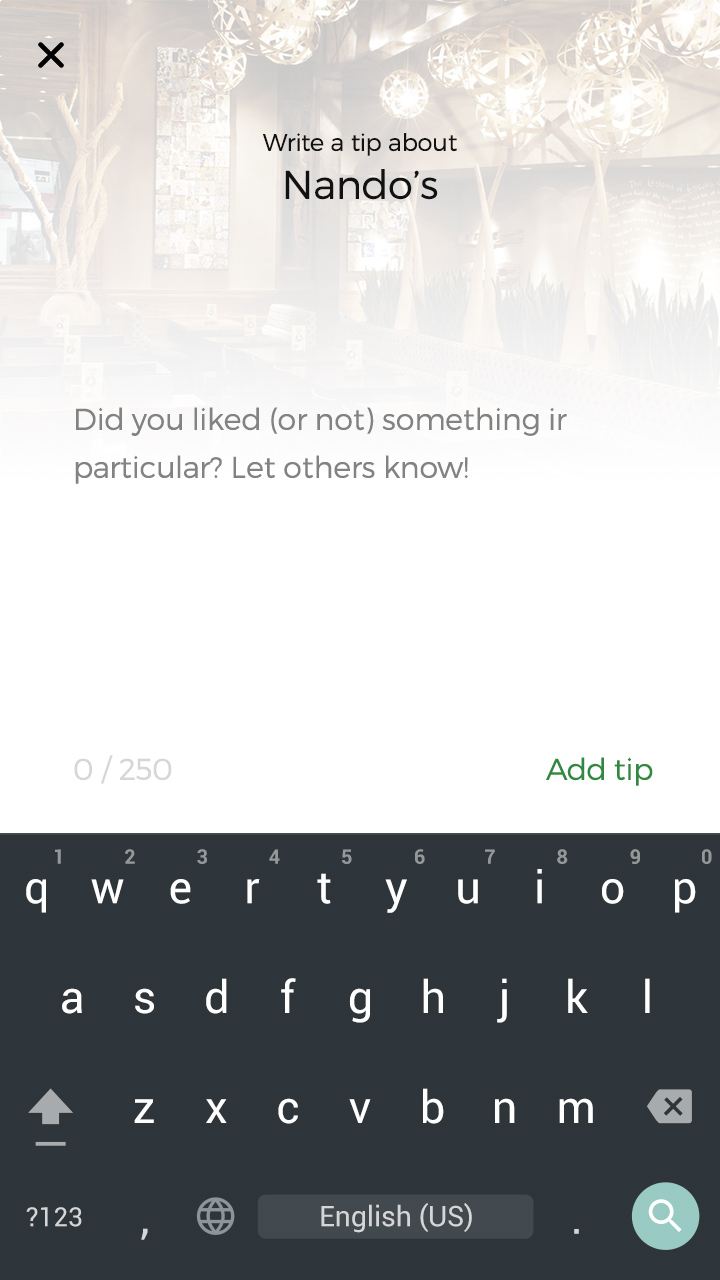 Write a tip about
Nando's
Did you liked (or not) something ir
particular? Let others know!
0 / 250
Add tip
1 2 3 4 5 6 7 8 9 0
q w e r t y u i o p
a s d f g h j k l
z x c v b n m
?123 , English (US) .